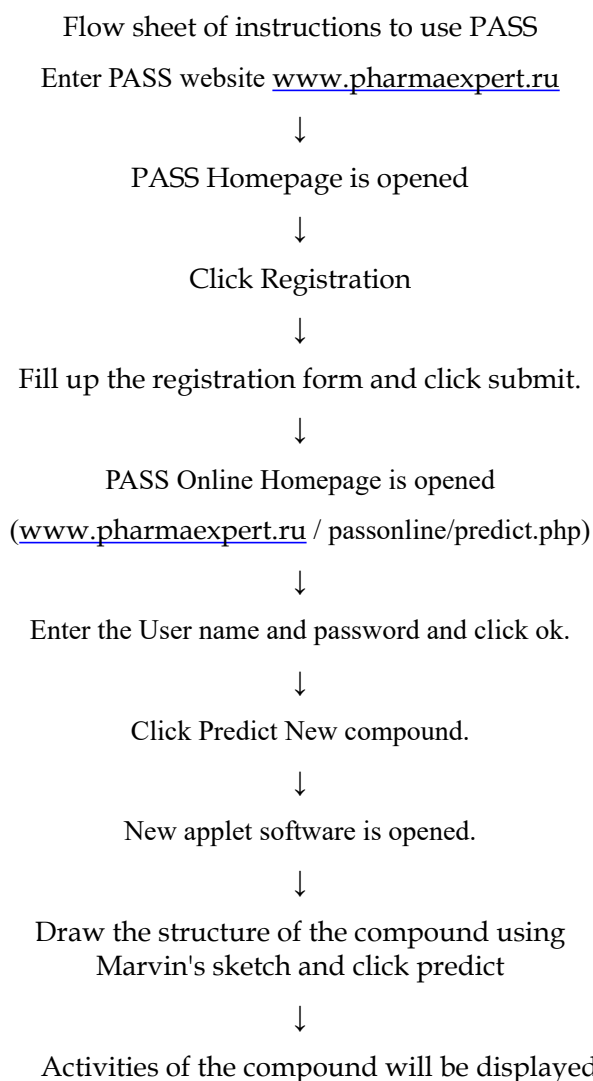 Flow sheet of instructions to use PASS
Enter PASS website www.pharmaexpert.ru
↓
PASS Homepage is opened
↓
Click Registration
↓
Fill up the registration form and click submit.
↓
PASS Online Homepage is opened
(www.pharmaexpert.ru / passonline/predict.php)
↓
Enter the User name and password and click ok.
↓
Click Predict New compound.
↓
New applet software is opened.
↓
Draw the structure of the compound using
Marvin's sketch and click predict
↓
Activities of the compound will be displayed